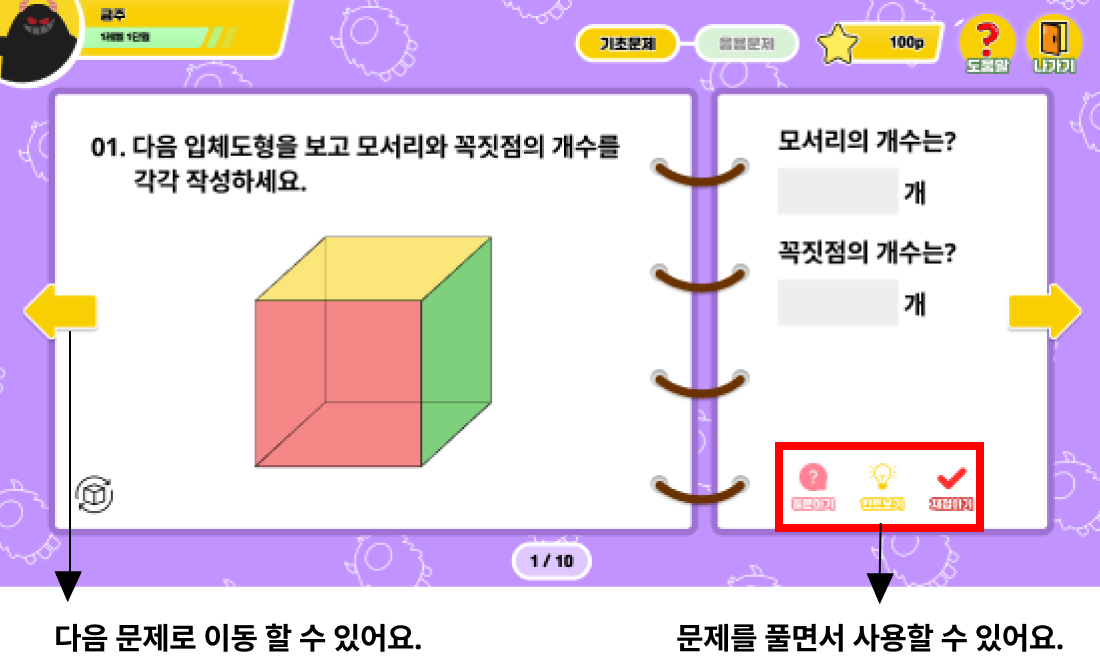 공주
1레벨 1단원
기초문제
응용문제
100p
도움말
나가기
01. 다음 입체도형을 보고 모서리와 꼭짓점의 개수를
각각 작성하세요.
모서리의 개수는?
개
꼭짓점의 개수는?
개
?
질문하기
힌트보기
채점하기
1 / 10
다음 문제로 이동 할 수 있어요.
문제를 풀면서 사용할 수 있어요.